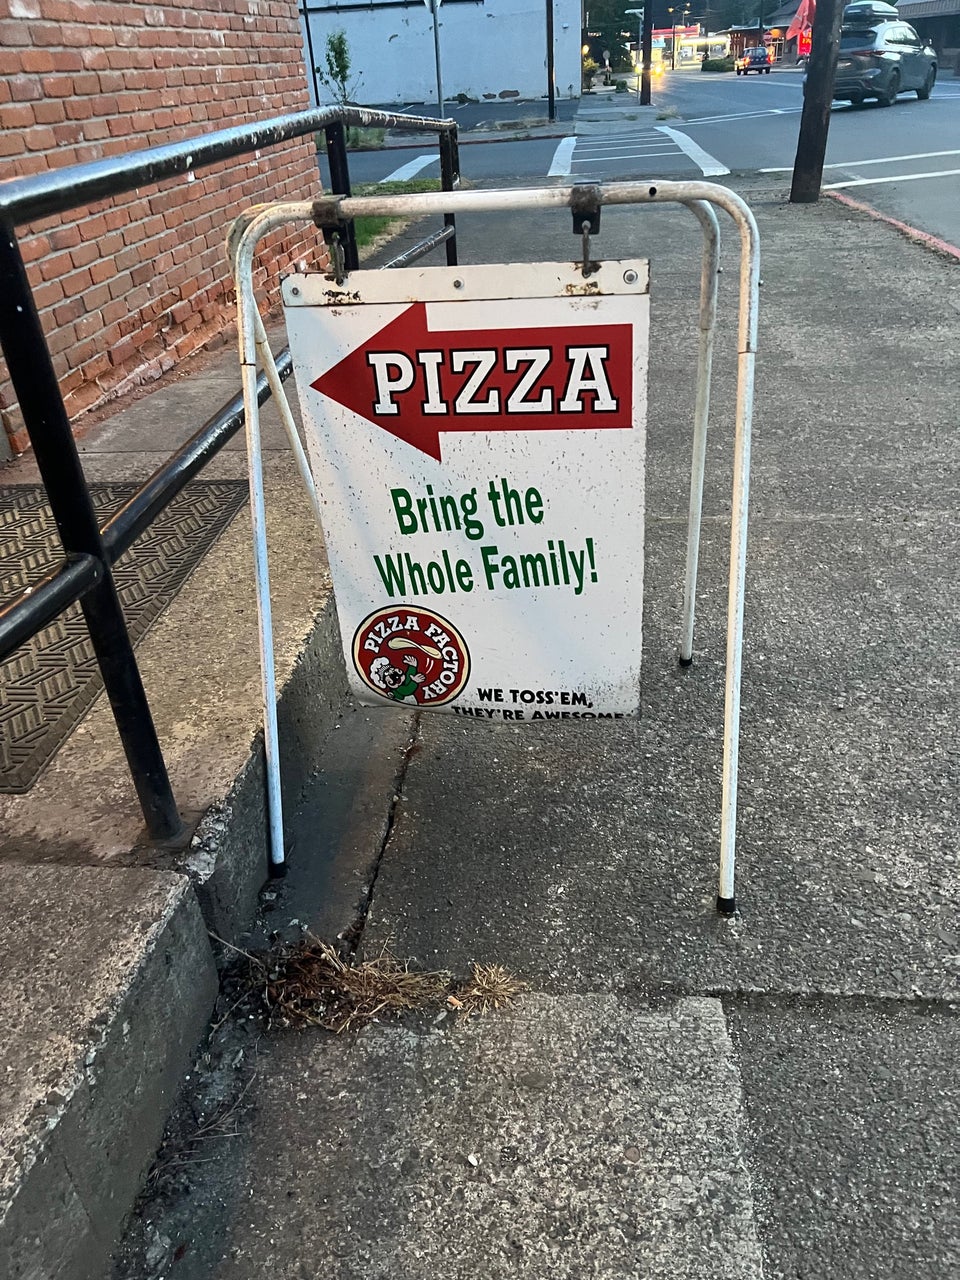 PIZZA
Bring the
Whole Family!
PIZZA FACTORY
WE TOSS'EM,
THEY'RE AWESOME